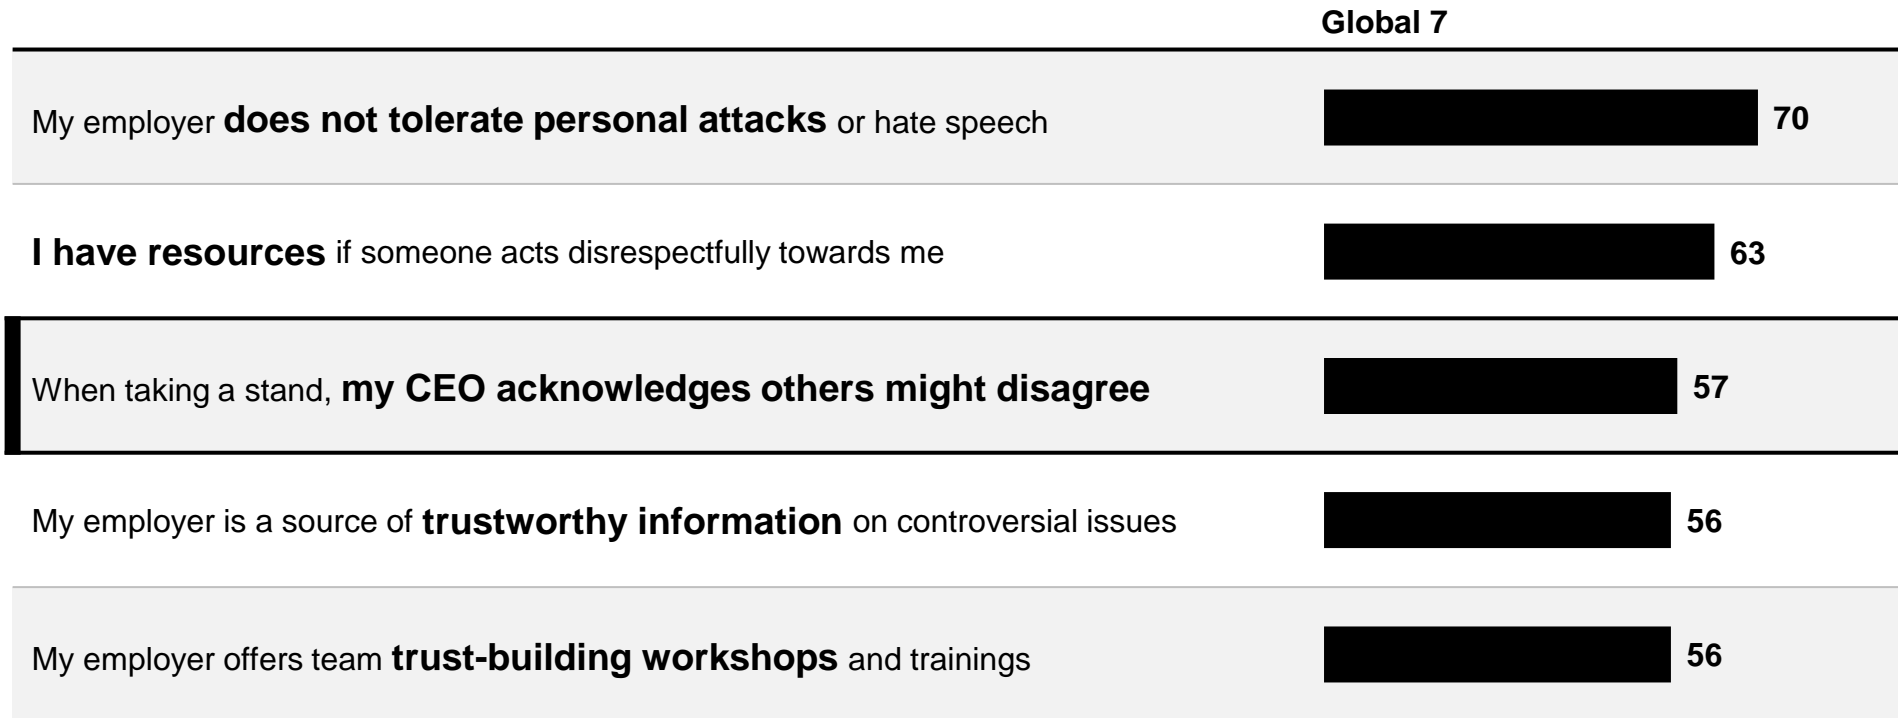 Global 7
My employer does not tolerate personal attacks or hate speech
70
I have resources if someone acts disrespectfully towards me
63
When taking a stand, my CEO acknowledges others might disagree
57
My employer is a source of trustworthy information on controversial issues
56
My employer offers team trust-building workshops and trainings
56